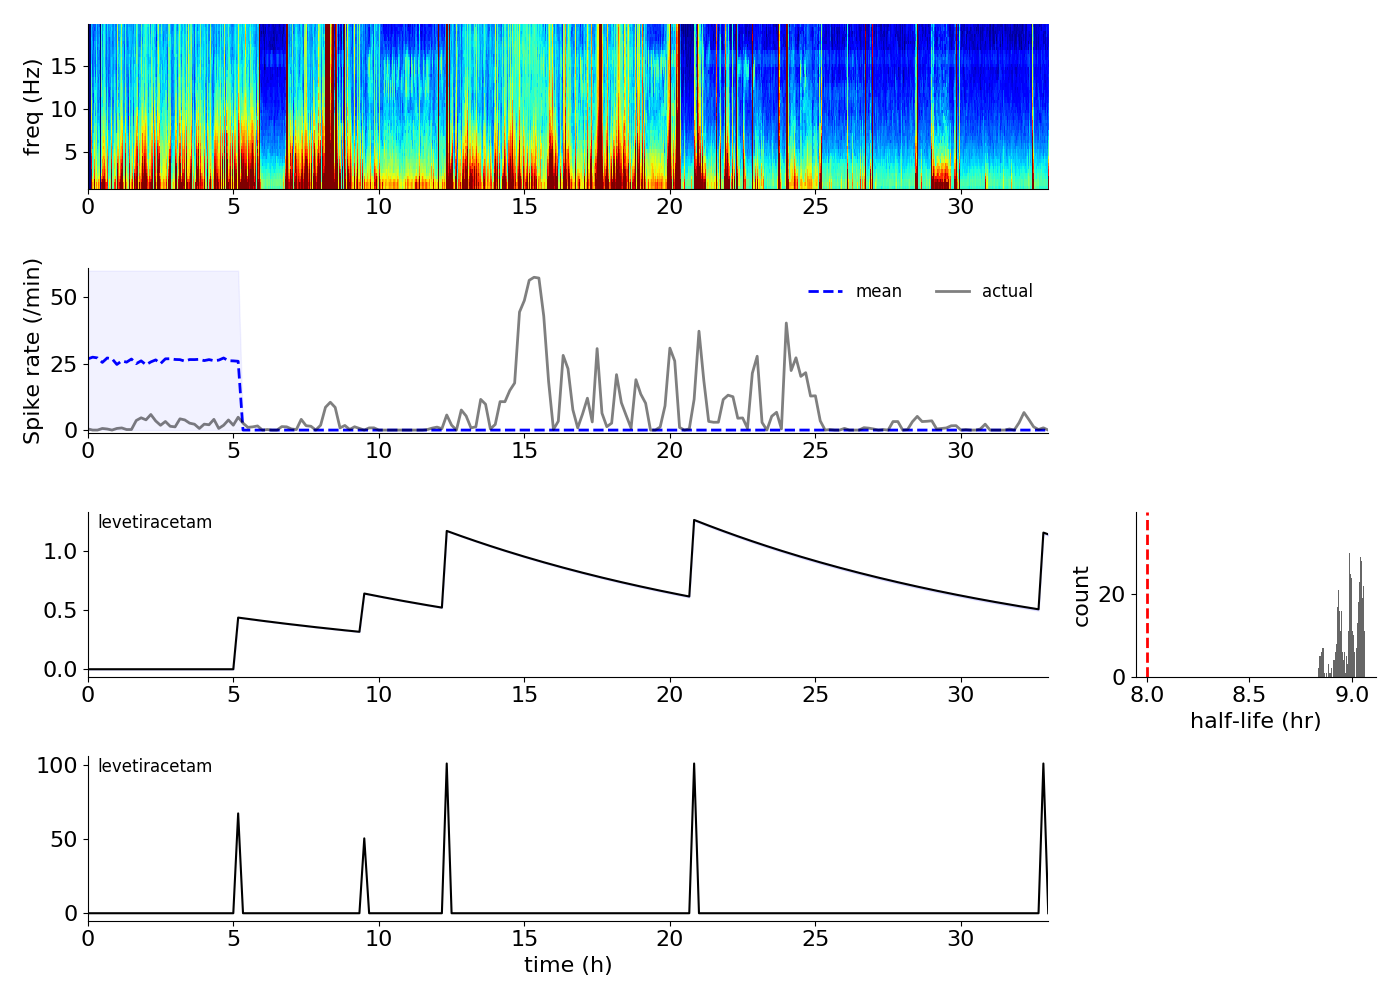 freq (Hz)
15
10
5
0 5 10 15 20 25 30
Spike rate (/min)
50
25
0
mean actual
0 5 10 15 20 25 30
levetiracetam
1.0
0.5
0.0
0 5 10 15 20 25 30
count
20
0
8.0 8.5 9.0
half-life (hr)
levetiracetam
100
50
0
0 5 10 15 20 25 30
time (h)